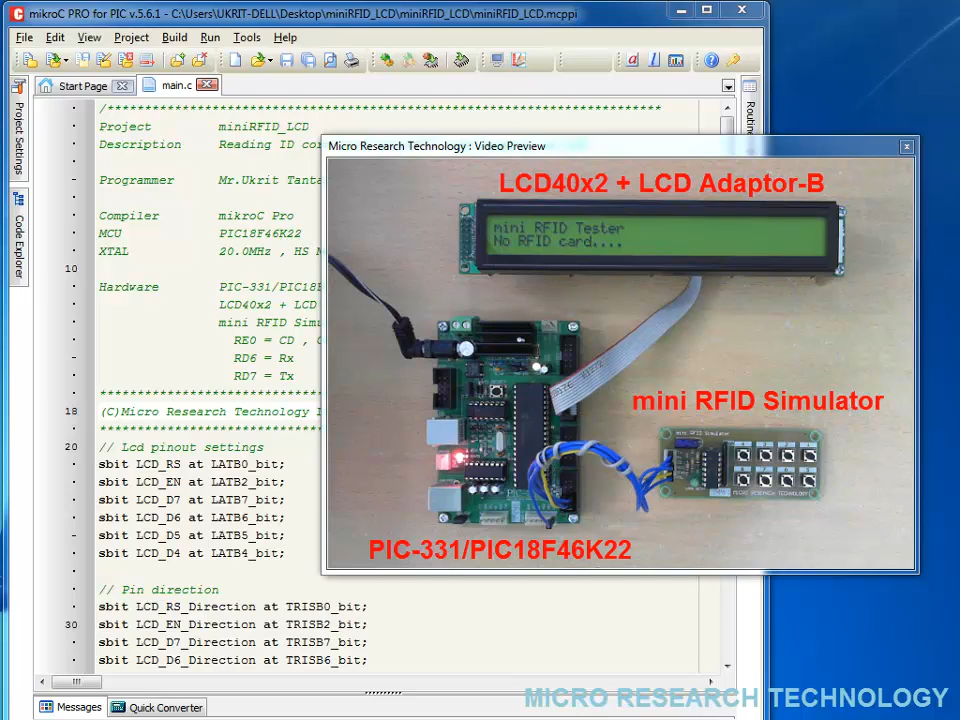 mikroC PRO for PIC v.5.6.1 - C:\Users\UKRIT-DELL\Desktop\miniRFID_LCD\miniRFID_LCD\miniRFID_LCD.mcppi
File Edit View Project Build Run Tools Help
Start Page main.c
Project Settings
Code Explorer
Routine
/**************************************************************************
Project miniRFID_LCD
Description Reading ID
Programmer Mr.Ukrit
Compiler mikroC Pro
MCU PIC18F46K22
XTAL 20.0MHz , HS
10
Hardware PIC-331/PIC18
LCD40x2 + LCD
mini RFID
RE0 = CD ,
RD6 = Rx
RD7 = Tx
18 (C)Micro Research Technology
20 // Lcd pinout settings
sbit LCD_RS at LATB0_bit;
sbit LCD_EN at LATB2_bit;
sbit LCD_D7 at LATB7_bit;
sbit LCD_D6 at LATB6_bit;
sbit LCD_D5 at LATB5_bit;
sbit LCD_D4 at LATB4_bit;
// Pin direction
sbit LCD_RS_Direction at TRISB0_bit;
30 sbit LCD_EN_Direction at TRISB2_bit;
sbit LCD_D7_Direction at TRISB7_bit;
sbit LCD_D6_Direction at TRISB6_bit;
Micro Research Technology : Video Preview
LCD40x2 + LCD Adaptor-B
mini RFID Tester
No RFID card....
mini RFID Simulator
mini RFID Simulator
MICRO RESEARCH TECHNOLOGY
PIC-331/PIC18F46K22
Messages Quick Converter
MICRO RESEARCH TECHNOLOGY